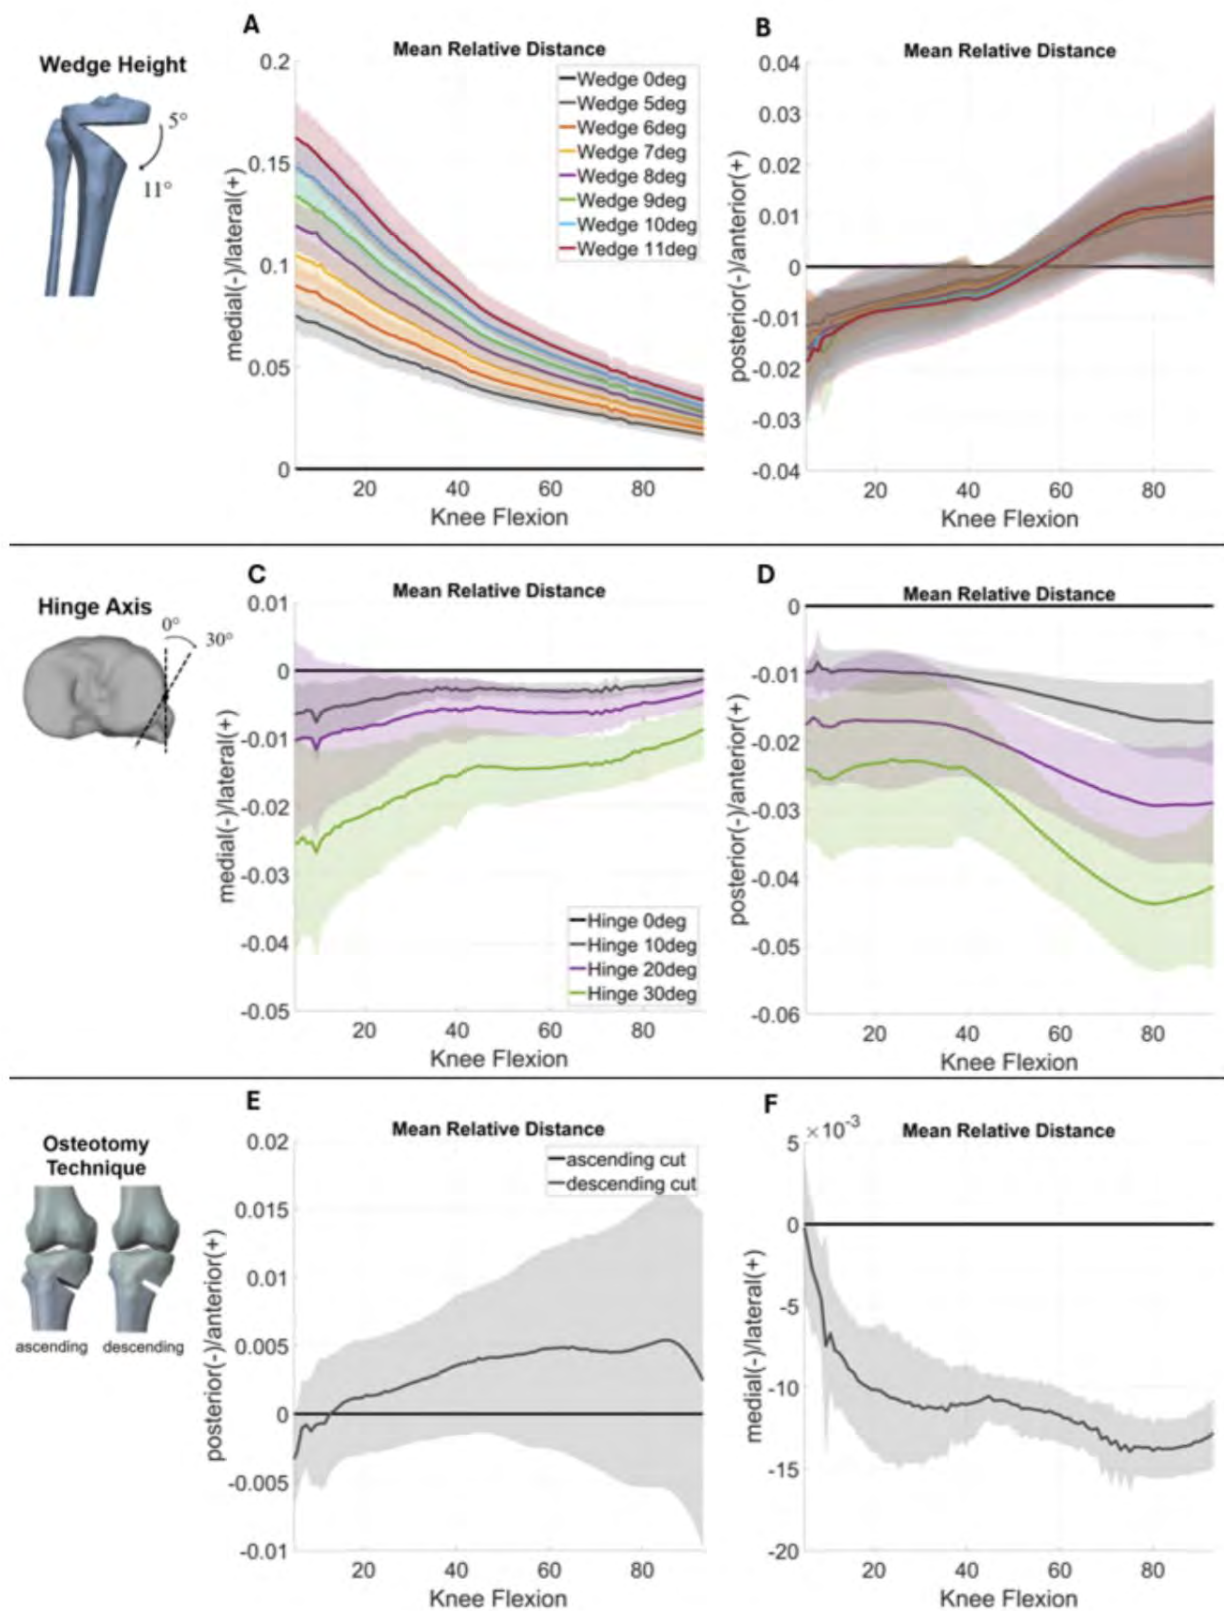 A
B
Wedge Height
5°
11°
Mean Relative Distance
0.2
0.15
0.1
0.05
0
medial(-)/lateral(+)
20
40
60
80
Knee Flexion
Wedge 0deg
Wedge 5deg
Wedge 6deg
Wedge 7deg
Wedge 8deg
Wedge 9deg
Wedge 10deg
Wedge 11deg
Mean Relative Distance
0.04
0.03
0.02
0.01
0
-0.01
-0.02
-0.03
-0.04
posterior(-)/anterior(+)
20
40
60
80
Knee Flexion
C
D
Hinge Axis
0°
30°
Mean Relative Distance
0.01
0
-0.01
-0.02
-0.03
-0.04
-0.05
medial(-)/lateral(+)
20
40
60
80
Knee Flexion
Hinge 0deg
Hinge 10deg
Hinge 20deg
Hinge 30deg
Mean Relative Distance
0
-0.01
-0.02
-0.03
-0.04
-0.05
-0.06
posterior(-)/anterior(+)
20
40
60
80
Knee Flexion
E
F
Osteotomy
Technique
ascending descending
Mean Relative Distance
0.02
0.015
0.01
0.005
0
-0.005
-0.01
posterior(-)/anterior(+)
20
40
60
80
Knee Flexion
ascending cut
descending cut
Mean Relative Distance
×10⁻³
5
0
-5
-10
-15
-20
medial(-)/lateral(+)
20
40
60
80
Knee Flexion